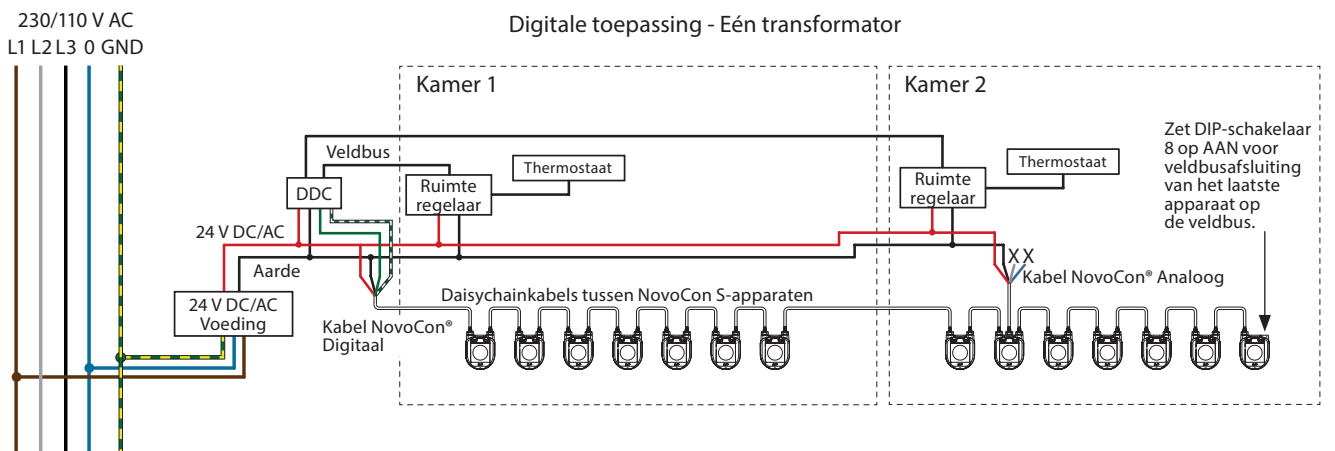 230/110 V AC
L1 L2 L3 0 GND
Digitale toepassing - Eén transformator
Kamer 1
Kamer 2
Veldbus
Thermostaat
Thermostaat
DDC
Ruimte
regelaar
Ruimte
regelaar
Zet DIP-schakelaar
8 op AAN voor
veldbusafsluiting
van het laatste
apparaat op
de veldbus.
24 V DC/AC
Aarde
X X
Kabel NovoCon® Analoog
24 V DC/AC
Voeding
Kabel NovoCon®
Digitaal
Daisychainkabels tussen NovoCon S-apparaten